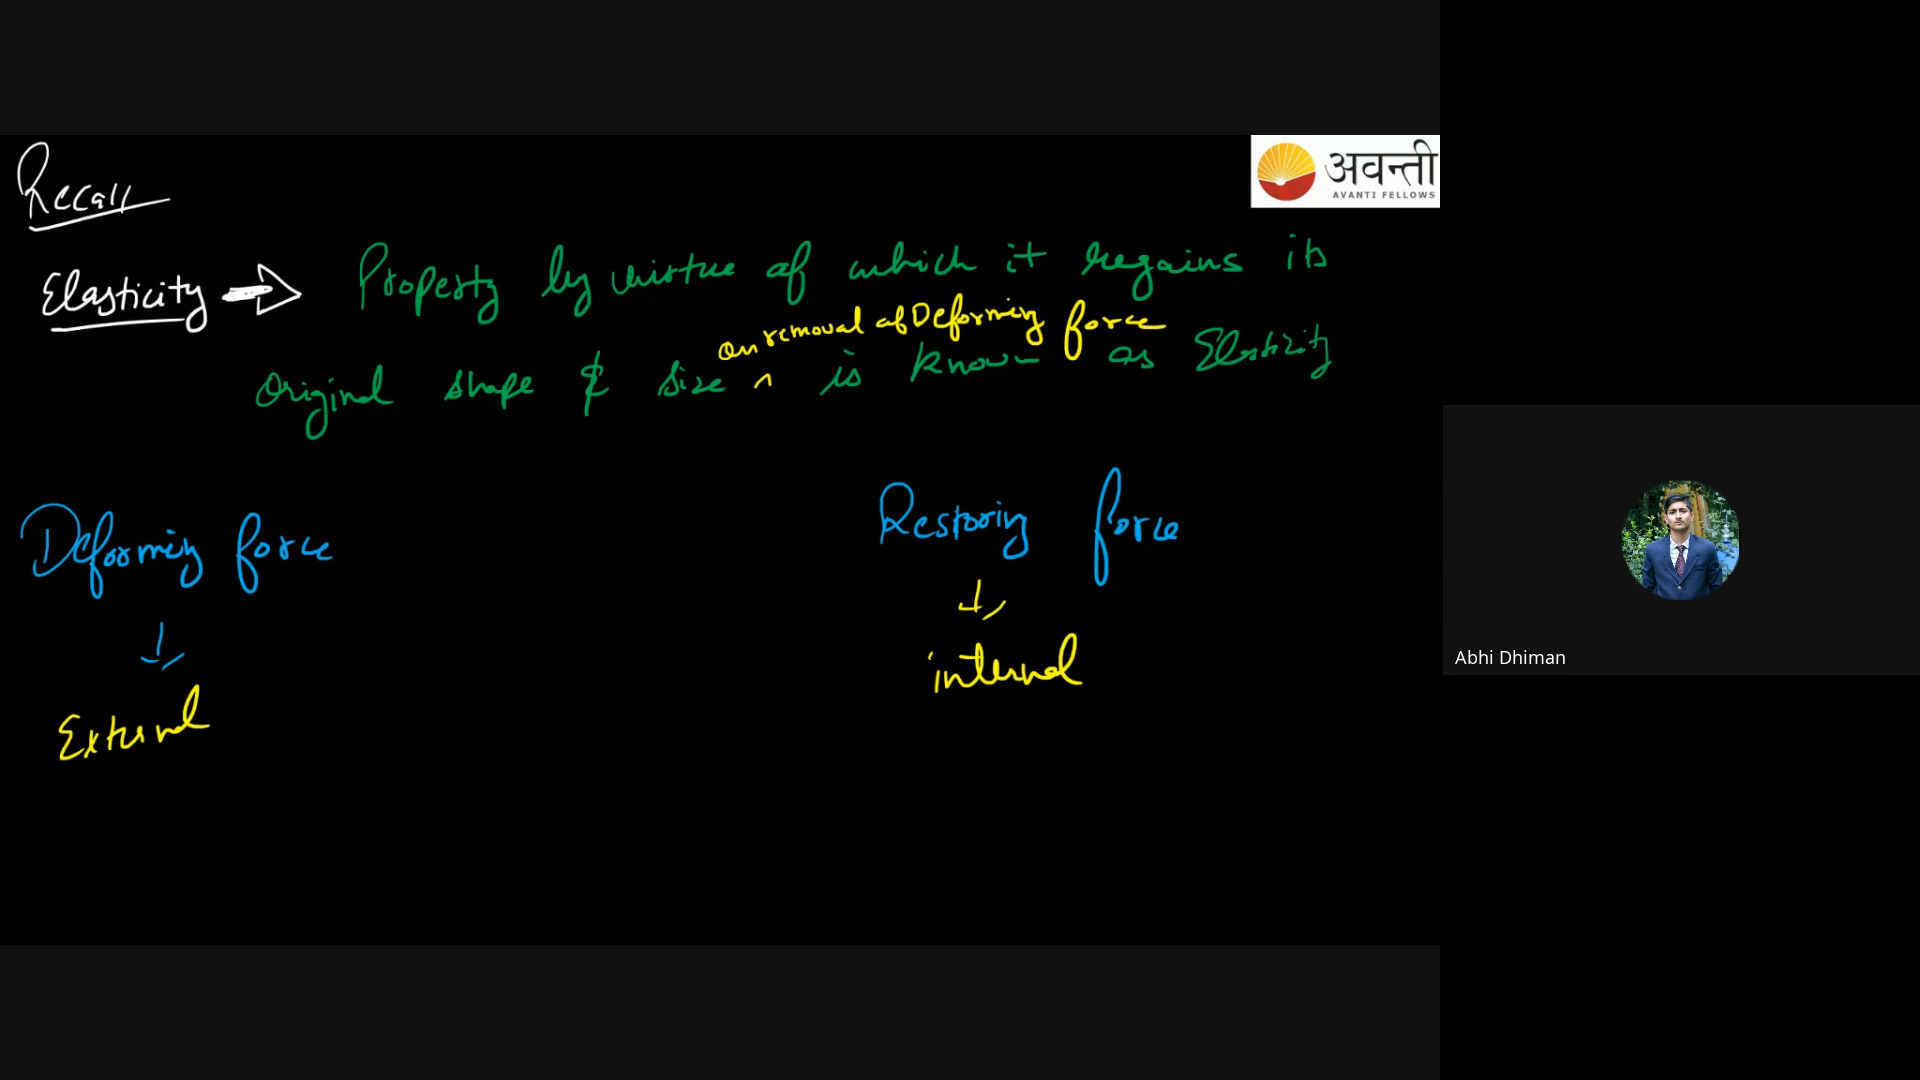 Recall
अवन्ती
AVANTI FELLOWS
Elasticity → Property by virtue of which it regains its
on removal of Deforming force
Original shape & size ^ is known as Elasticity
Deforming force
Restoring force
↓
↓
External
internal
Abhi Dhiman